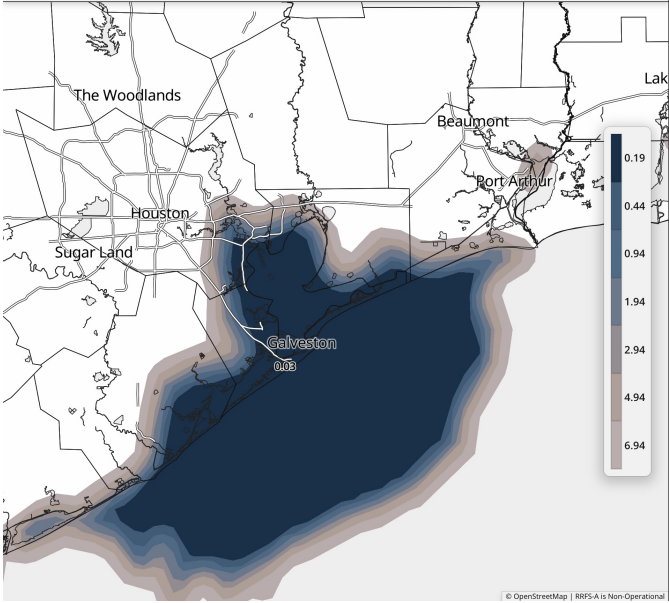 The Woodlands
Lak
Beaumont
0.19
Port Arthur
0.44
Houston
Sugar Land
0.94
1.94
Galveston
2.94
0.03
4.94
6.94
© OpenStreetMap | RRFS-A is Non-Operational